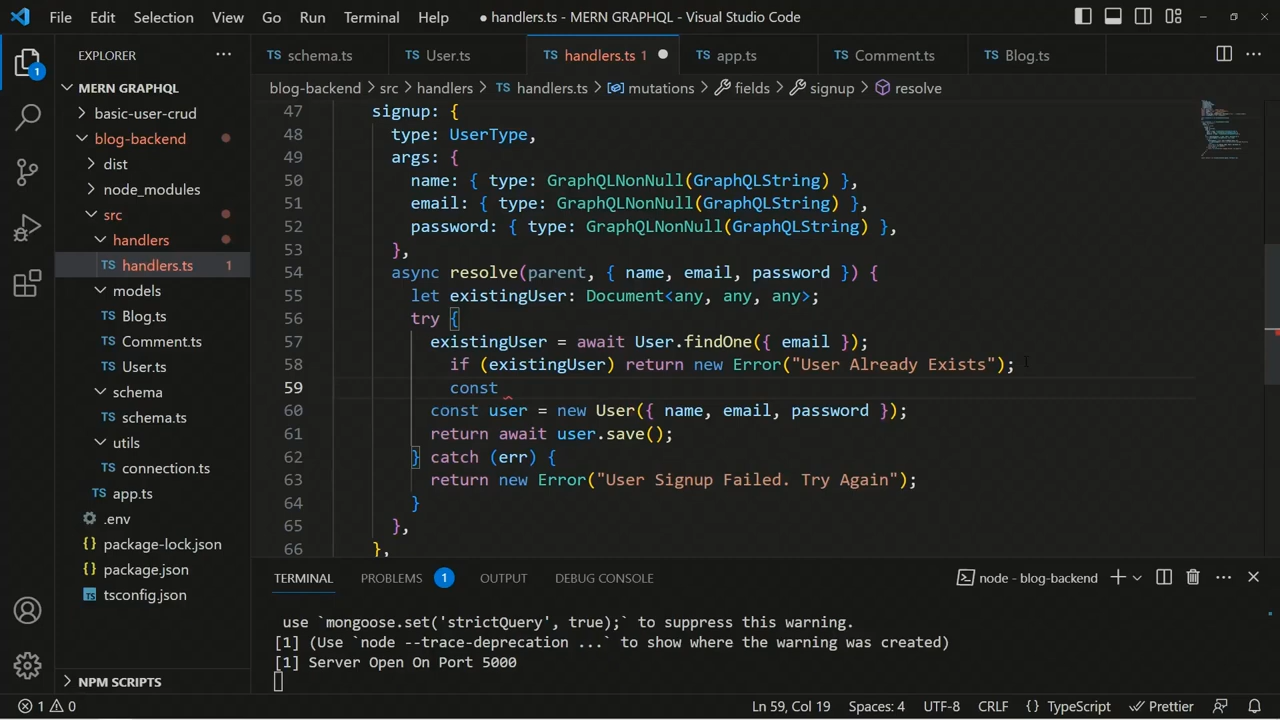 File Edit Selection View Go Run Terminal Help ● handlers.ts - MERN GRAPHQL - Visual Studio Code
EXPLORER ···
schema.ts User.ts handlers.ts 1 ● app.ts Comment.ts Blog.ts ···
1
MERN GRAPHQL
basic-user-crud
blog-backend
dist
node_modules
src
handlers
TS handlers.ts 1
models
TS Blog.ts
TS Comment.ts
TS User.ts
schema
TS schema.ts
utils
TS connection.ts
TS app.ts
.env
{} package-lock.json
{} package.json
TS tsconfig.json
NPM SCRIPTS
blog-backend > src > handlers > TS handlers.ts > mutations > fields > signup > resolve
47 signup: {
48 type: UserType,
49 args: {
50 name: { type: GraphQLNonNull(GraphQLString) },
51 email: { type: GraphQLNonNull(GraphQLString) },
52 password: { type: GraphQLNonNull(GraphQLString) },
53 },
54 async resolve(parent, { name, email, password }) {
55 let existingUser: Document<any, any, any>;
56 try {
57 existingUser = await User.findOne({ email });
58 if (existingUser) return new Error("User Already Exists");
59 const
60 const user = new User({ name, email, password });
61 return await user.save();
62 } catch (err) {
63 return new Error("User Signup Failed. Try Again");
64 }
65 },
66 },
TERMINAL PROBLEMS 1 OUTPUT DEBUG CONSOLE node - blog-backend
use `mongoose.set('strictQuery', true);` to suppress this warning.
[1] (Use `node --trace-deprecation ...` to show where the warning was created)
[1] Server Open On Port 5000
1 0 Ln 59, Col 19 Spaces: 4 UTF-8 CRLF {} TypeScript Prettier